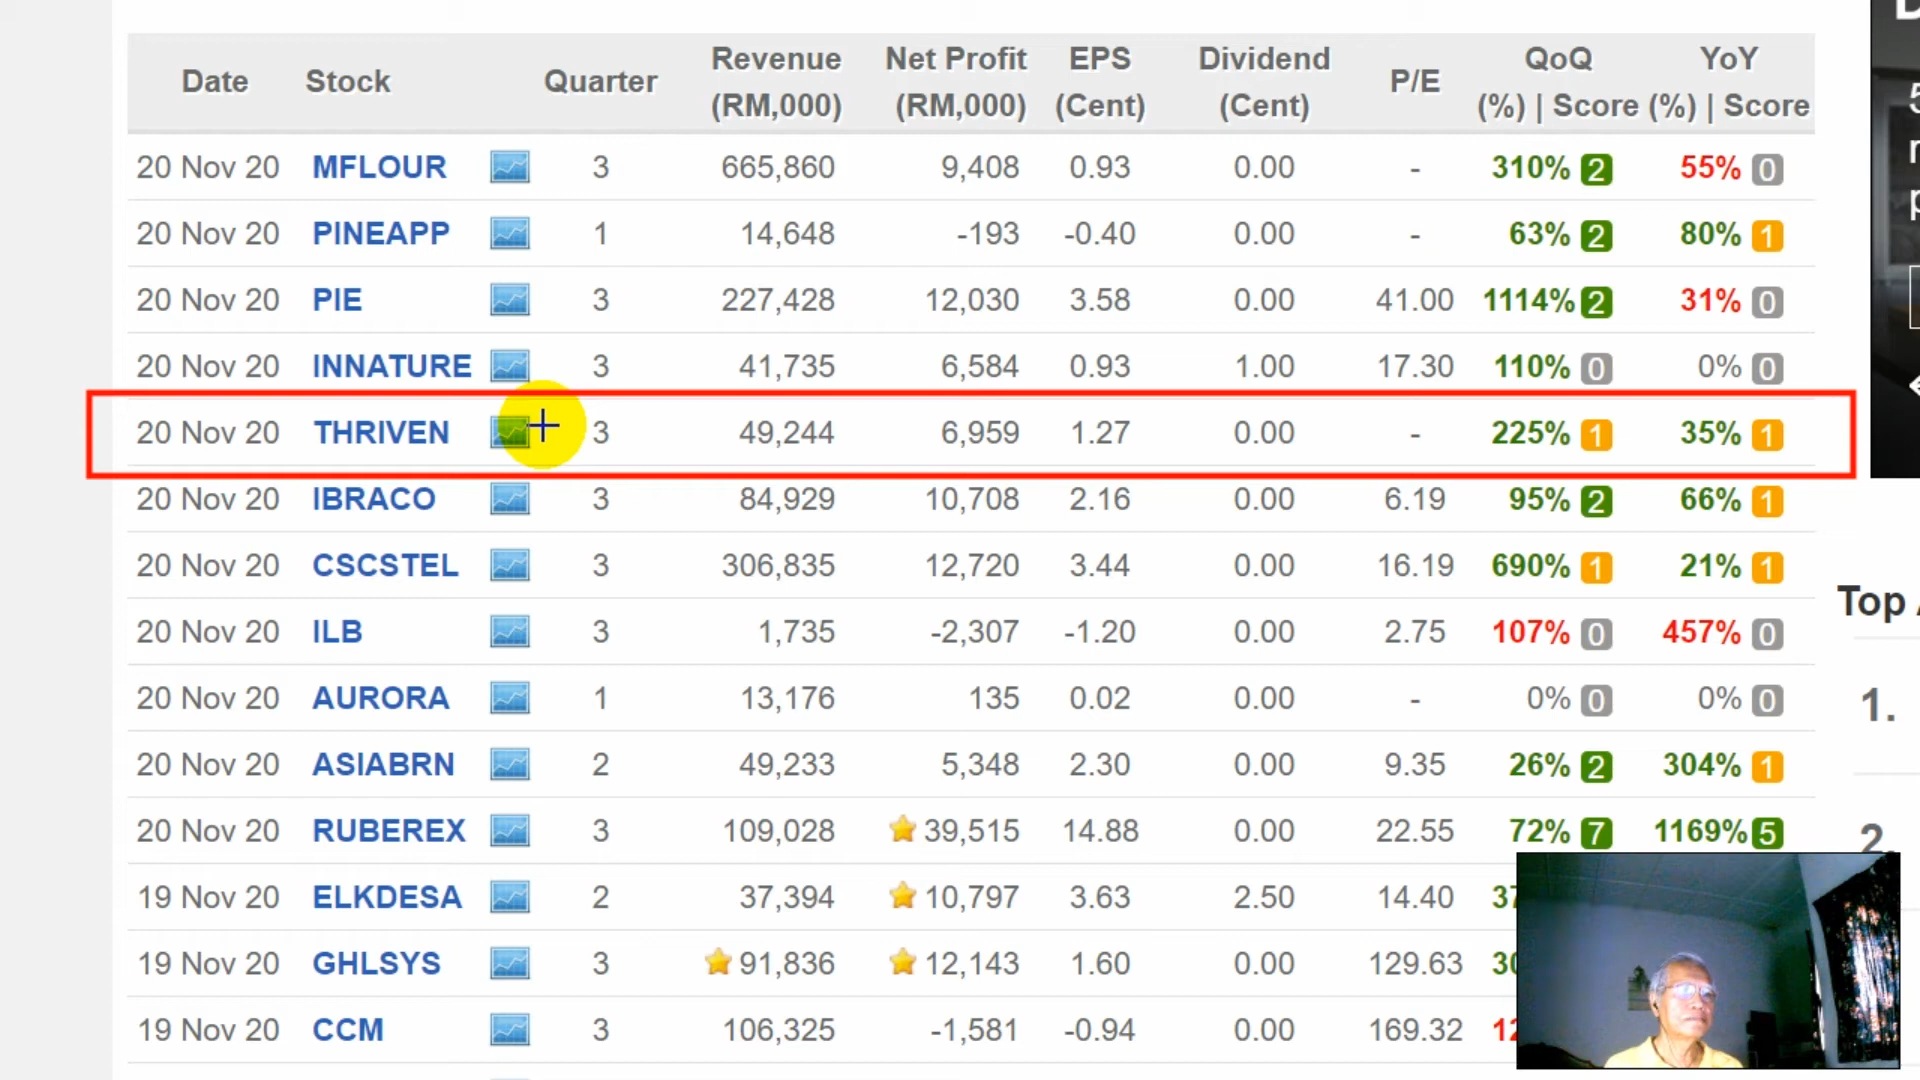 Date Stock Quarter Revenue (RM,000) Net Profit (RM,000) EPS (Cent) Dividend (Cent) P/E QoQ (%) | Score YoY (%) | Score
20 Nov 20 MFLOUR 3 665,860 9,408 0.93 0.00 - 310% 2 55% 0
20 Nov 20 PINEAPP 1 14,648 -193 -0.40 0.00 - 63% 2 80% 1
20 Nov 20 PIE 3 227,428 12,030 3.58 0.00 41.00 1114% 2 31% 0
20 Nov 20 INNATURE 3 41,735 6,584 0.93 1.00 17.30 110% 0 0% 0
20 Nov 20 THRIVEN 3 49,244 6,959 1.27 0.00 - 225% 1 35% 1
20 Nov 20 IBRACO 3 84,929 10,708 2.16 0.00 6.19 95% 2 66% 1
20 Nov 20 CSCSTEL 3 306,835 12,720 3.44 0.00 16.19 690% 1 21% 1
20 Nov 20 ILB 3 1,735 -2,307 -1.20 0.00 2.75 107% 0 457% 0
20 Nov 20 AURORA 1 13,176 135 0.02 0.00 - 0% 0 0% 0
20 Nov 20 ASIABRN 2 49,233 5,348 2.30 0.00 9.35 26% 2 304% 1
20 Nov 20 RUBEREX 3 109,028 39,515 14.88 0.00 22.55 72% 7 1169% 5
19 Nov 20 ELKDESA 2 37,394 10,797 3.63 2.50 14.40
19 Nov 20 GHLSYS 3 91,836 12,143 1.60 0.00 129.63
19 Nov 20 CCM 3 106,325 -1,581 -0.94 0.00 169.32
Top
1.
2.